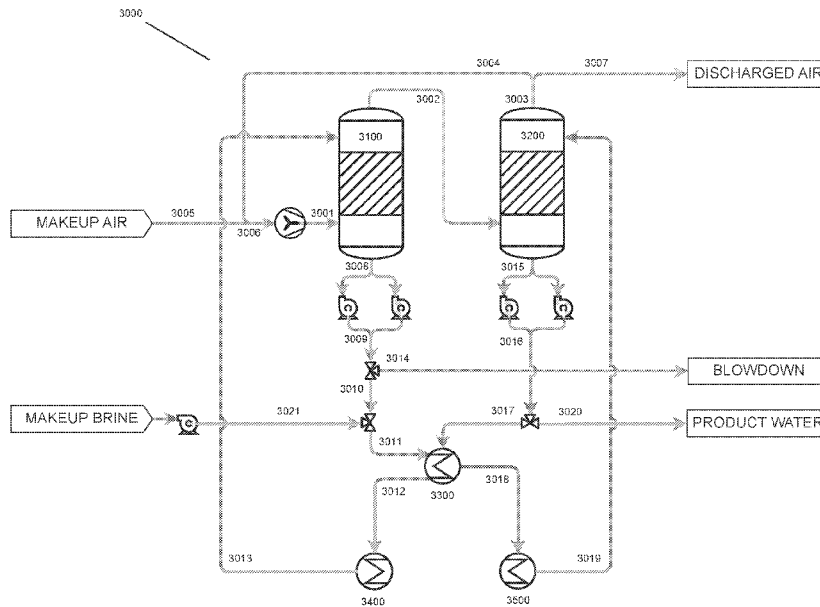 3000
3004
3007
DISCHARGED AIR
3002
3003
3100
3200
MAKEUP AIR
3005
3006
3001
3008
3015
C
C
C
C
3009
3016
3014
BLOWDOWN
3010
MAKEUP BRINE
3021
3017
3020
PRODUCT WATER
C
3011
3012
3300
3018
3013
3400
3500
3019